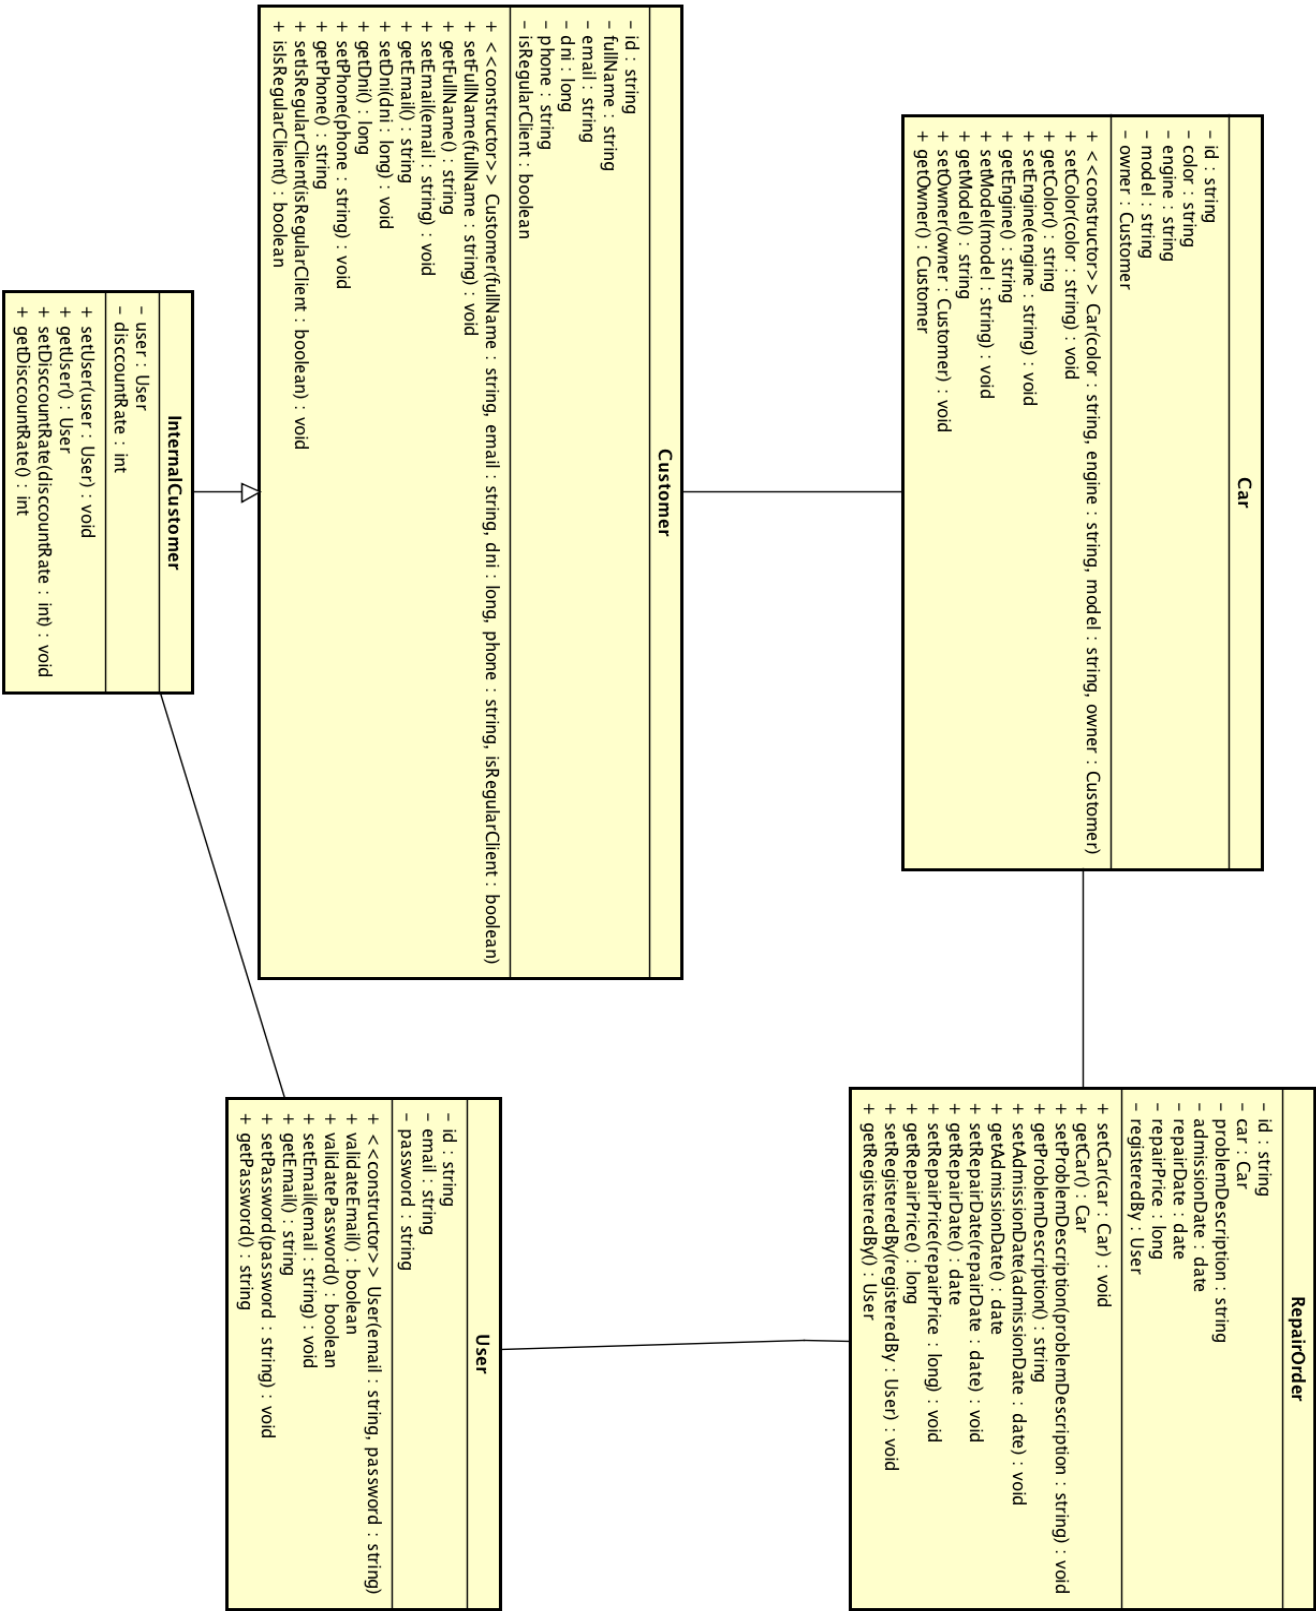 Car
- id : string
- color : string
- engine : string
- model : string
- owner : Customer
+ <<constructor>> Car(color : string, engine : string, model : string, owner : Customer)
+ setColor(color : string) : void
+ getColor() : string
+ setEngine(engine : string) : void
+ getEngine() : string
+ setModel(model : string) : void
+ getModel() : string
+ setOwner(owner : Customer) : void
+ getOwner() : Customer
RepairOrder
- id : string
- car : Car
- problemDescription : string
- admissionDate : date
- repairDate : date
- repairPrice : long
- registeredBy : User
+ setCar(car : Car) : void
+ getCar() : Car
+ setProblemDescription(problemDescription : string) : void
+ getProblemDescription() : string
+ setAdmissionDate(admissionDate : date) : void
+ getAdmissionDate() : date
+ setRepairDate(repairDate : date) : void
+ getRepairDate() : date
+ setRepairPrice(repairPrice : long) : void
+ getRepairPrice() : long
+ setRegisteredBy(registeredBy : User) : void
+ getRegisteredBy() : User
Customer
- id : string
- fullName : string
- email : string
- dni : long
- phone : string
- isRegularClient : boolean
+ <<constructor>> Customer(fullName : string, email : string, dni : long, phone : string, isRegularClient : boolean)
+ setFullName(fullName : string) : void
+ getFullName() : string
+ setEmail(email : string) : void
+ getEmail() : string
+ setDni(dni : long) : void
+ getDni() : long
+ setPhone(phone : string) : void
+ getPhone() : string
+ setIsRegularClient(isRegularClient : boolean) : void
+ isIsRegularClient() : boolean
User
- id : string
- email : string
- password : string
+ <<constructor>> User(email : string, password : string)
+ validateEmail() : boolean
+ validatePassword() : boolean
+ setEmail(email : string) : void
+ getEmail() : string
+ setPassword(password : string) : void
+ getPassword() : string
InternalCustomer
- user : User
- disccountRate : int
+ setUser(user : User) : void
+ getUser() : User
+ setDisccountRate(disccountRate : int) : void
+ getDisccountRate() : int